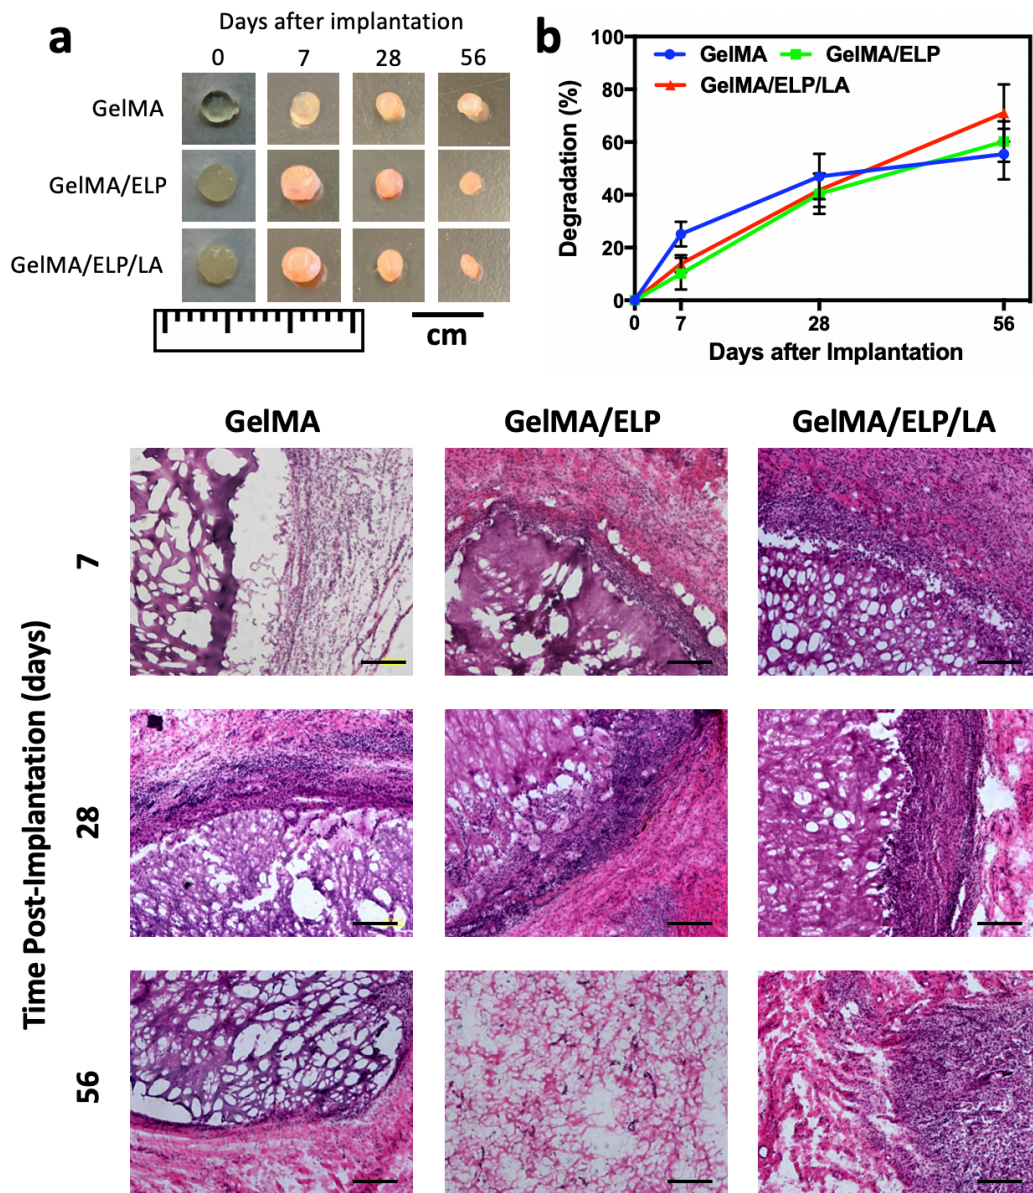 a
Days after implantation
0 7 28 56
GelMA
GelMA/ELP
GelMA/ELP/LA
cm
b
GelMA GelMA/ELP
GelMA/ELP/LA
Degradation (%)
100
80
60
40
20
0
0 7 28 56
Days after Implantation
GelMA GelMA/ELP GelMA/ELP/LA
Time Post-Implantation (days)
7
28
56